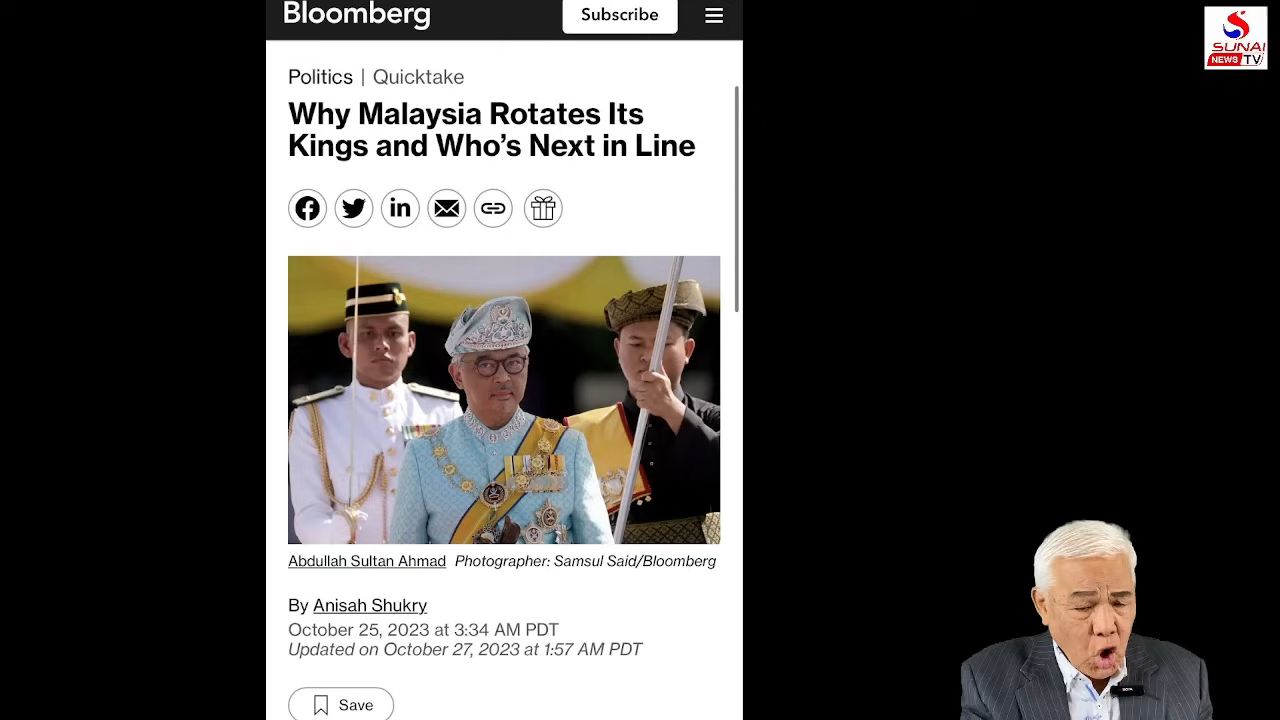 Bloomberg
Subscribe
SUNAI
NEWS TV
Politics | Quicktake
Why Malaysia Rotates Its
Kings and Who's Next in Line
in
Abdullah Sultan Ahmad Photographer: Samsul Said/Bloomberg
By Anisah Shukry
October 25, 2023 at 3:34 AM PDT
Updated on October 27, 2023 at 1:57 AM PDT
Save